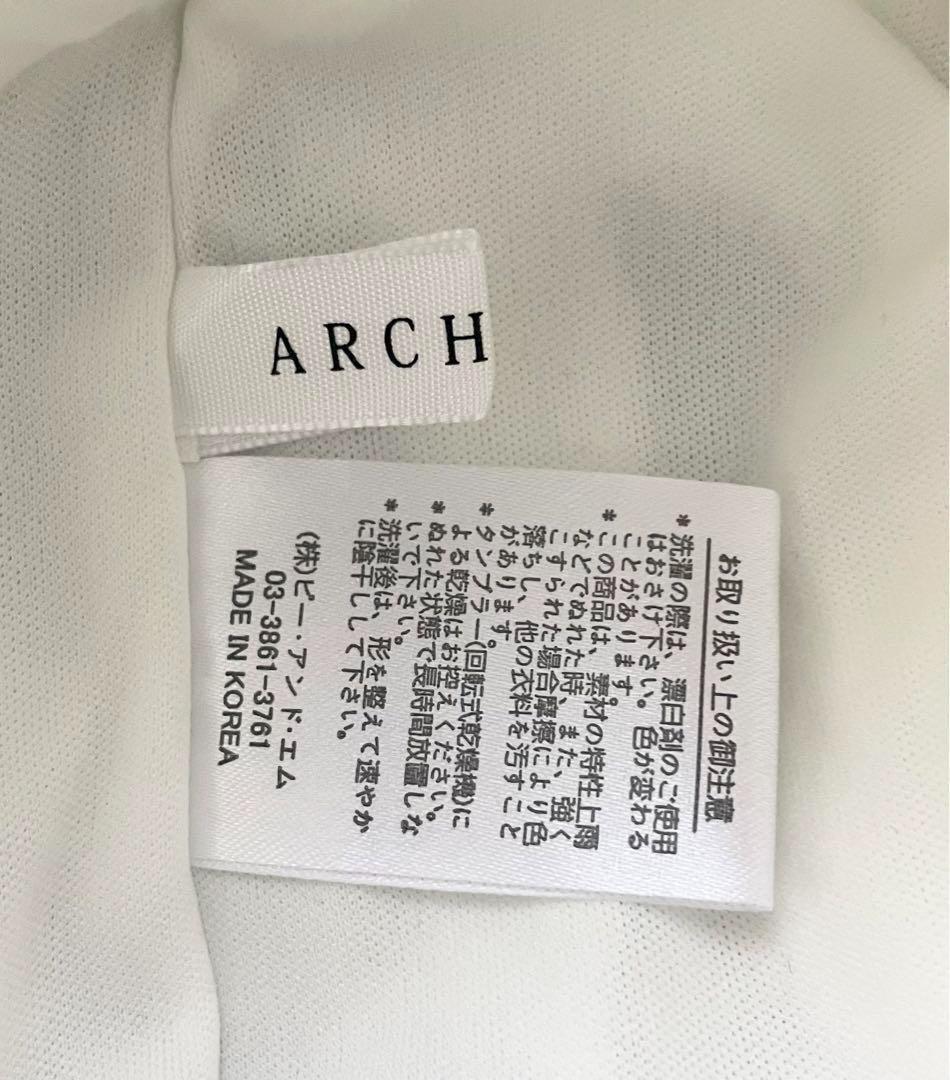 ARCH
お取り扱い上の御注意
*洗濯の際は、漂白剤のご使用
はおさけ下さい。色が変わる
ことがあります。
*この商品は、素材の特性上雨
などでぬれた時、また、強く
こすられた場合摩擦により色
落ちし、他の衣料を汚すこと
があります
*タンブラー(回転式乾燥機)に
よる乾燥はお控えください。
*ぬれた状態で長時間放置しな
いで下さい。
*洗濯後は、形を整えて速やか
に陰干しして下さい。
(株)ピー・アンド・エム
03-3861-3761
MADE IN KOREA